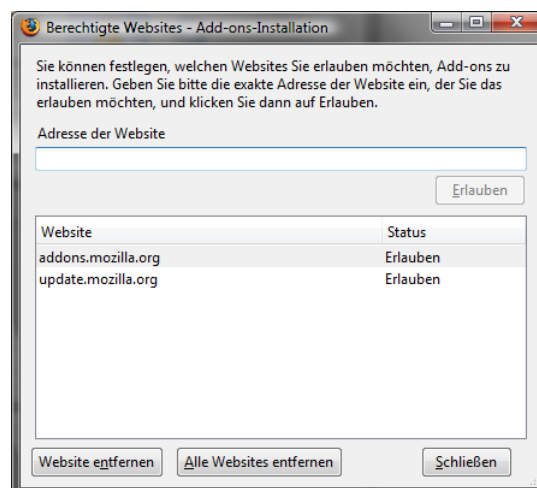 Berechtigte Websites - Add-ons-Installation
Sie können festlegen, welchen Websites Sie erlauben möchten, Add-ons zu
installieren. Geben Sie bitte die exakte Adresse der Website ein, der Sie das
erlauben möchten, und klicken Sie dann auf Erlauben.
Adresse der Website
Erlauben
Website Status
addons.mozilla.org Erlauben
update.mozilla.org Erlauben
Website entfernen Alle Websites entfernen Schließen